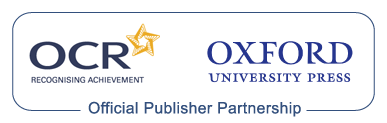 OCR
RECOGNISING ACHIEVEMENT
OXFORD
UNIVERSITY PRESS
Official Publisher Partnership